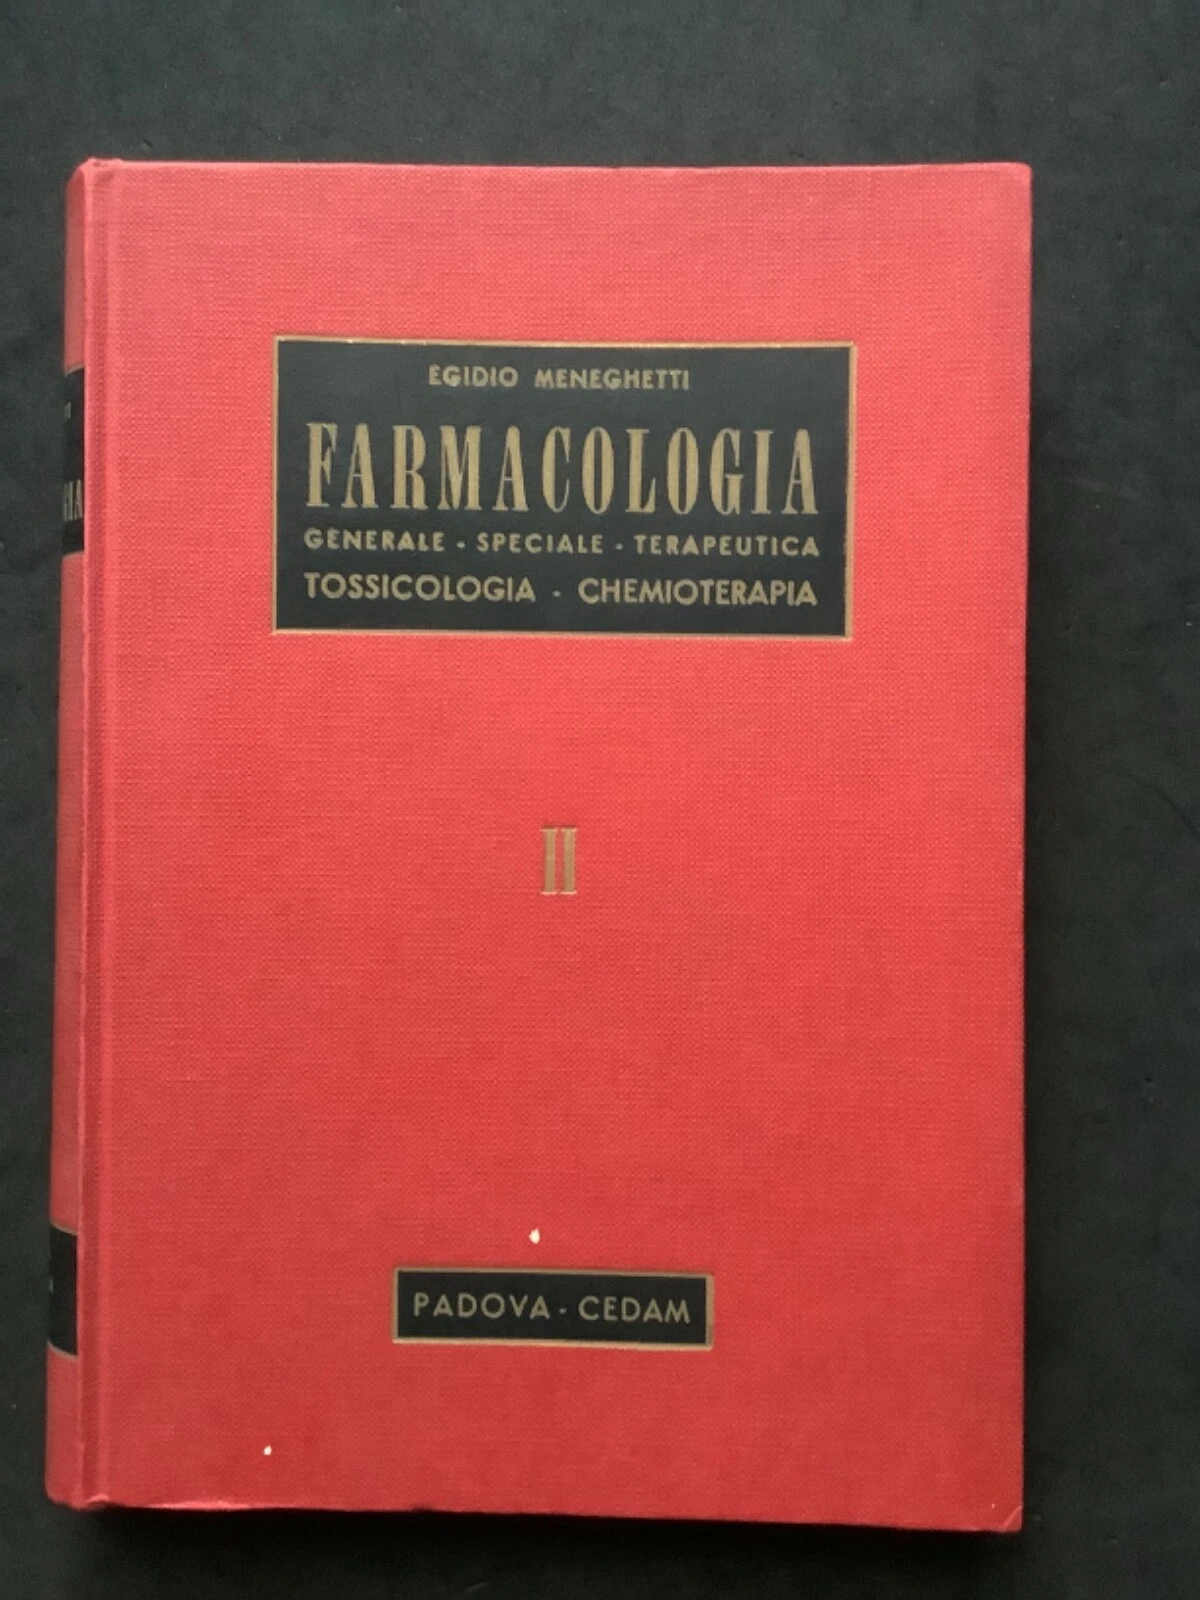 EGIDIO MENEGHETTI
FARMACOLOGIA
GENERALE - SPECIALE - TERAPEUTICA
TOSSICOLOGIA - CHEMIOTERAPIA
II
PADOVA - CEDAM